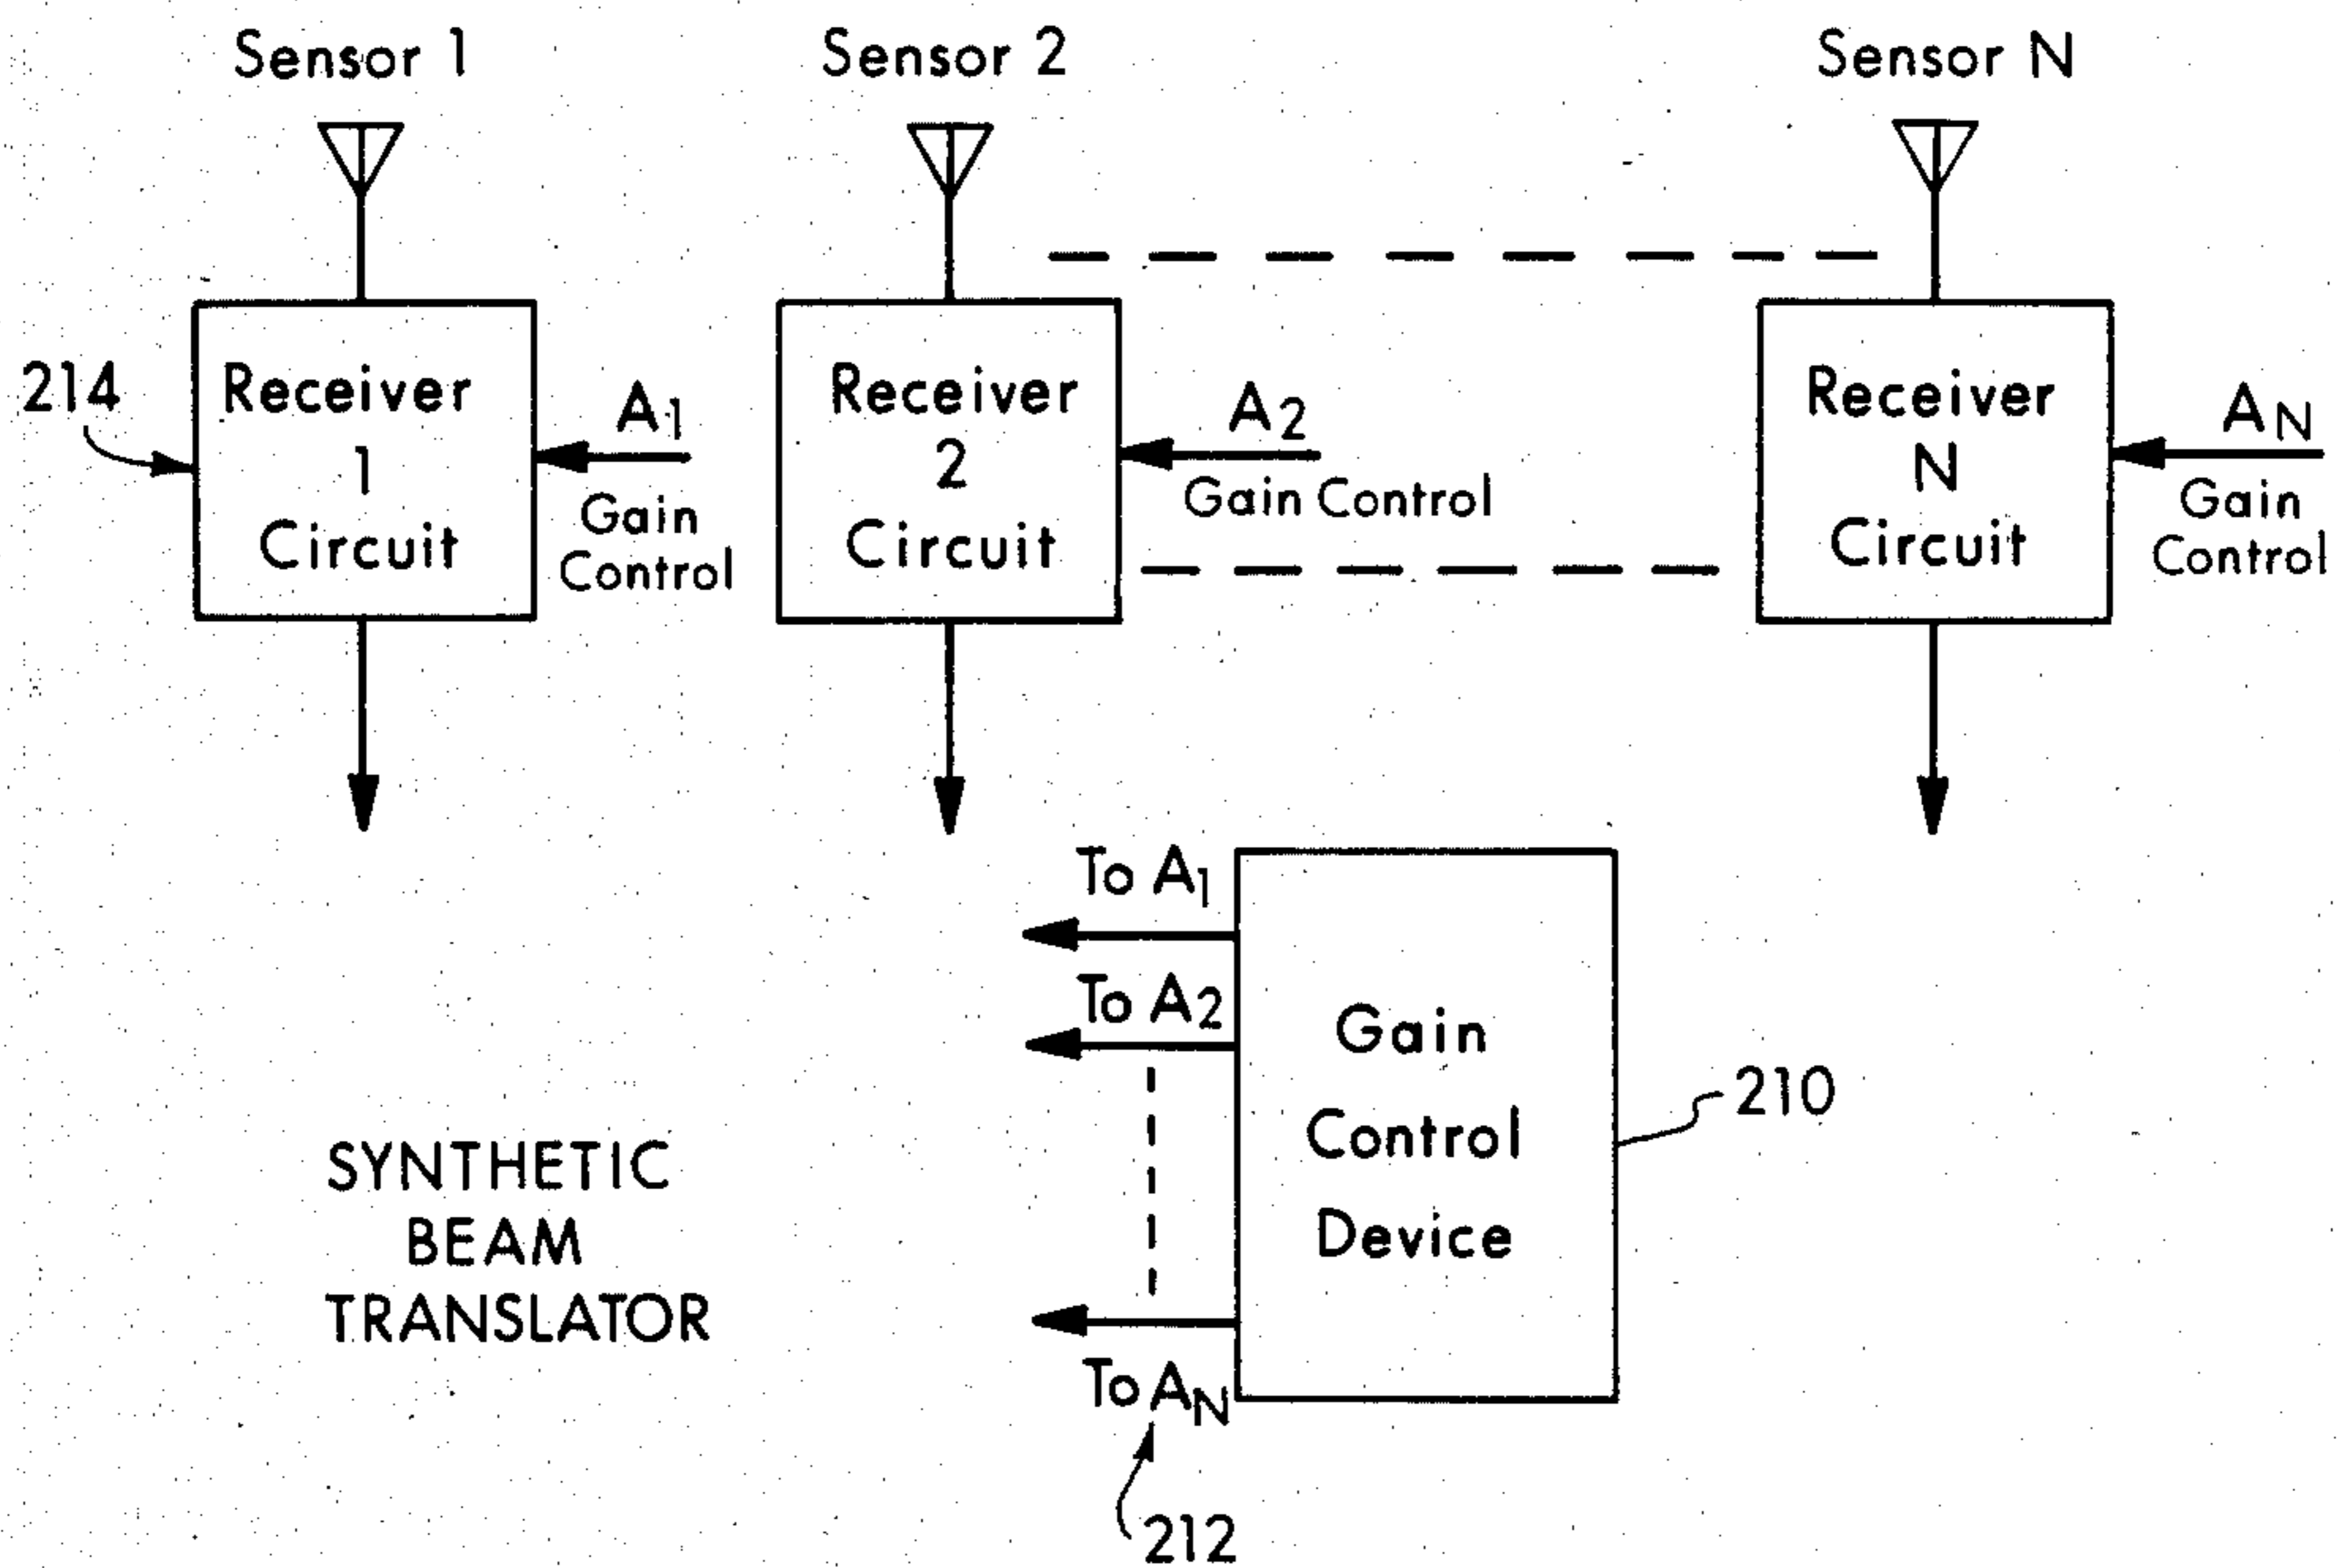 Sensor 1
Sensor 2
Sensor N
214
Receiver
1
Circuit
A1
Gain
Control
Receiver
2
Circuit
A2
Gain Control
Receiver
N
Circuit
AN
Gain
Control
To A1
To A2
To AN
Gain
Control
Device
210
212
SYNTHETIC
BEAM
TRANSLATOR